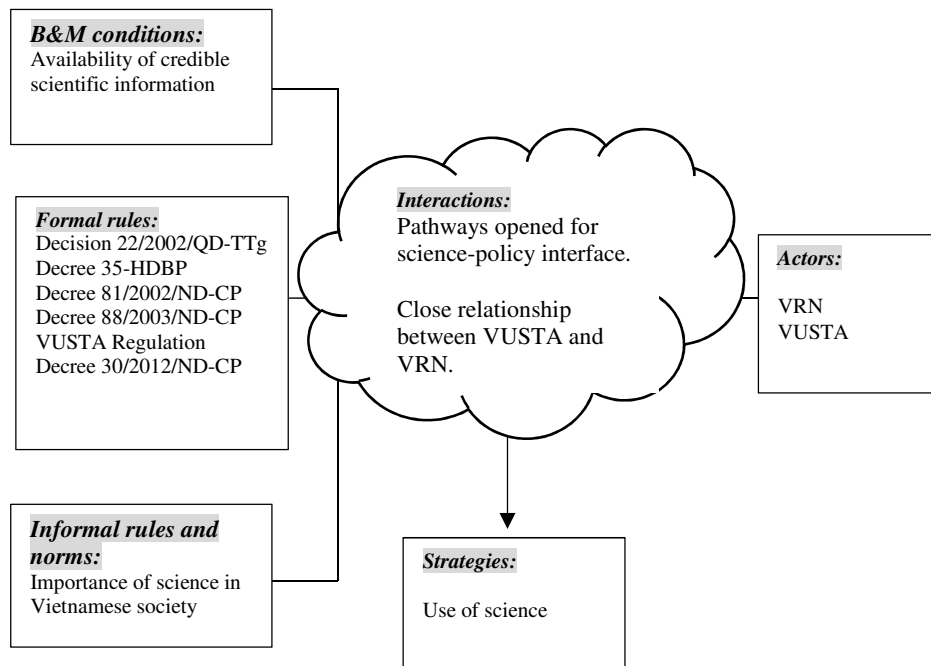 B&M conditions:
Availability of credible
scientific information
Formal rules:
Decision 22/2002/QD-TTg
Decree 35-HDBP
Decree 81/2002/ND-CP
Decree 88/2003/ND-CP
VUSTA Regulation
Decree 30/2012/ND-CP
Informal rules and
norms:
Importance of science in
Vietnamese society
Interactions:
Pathways opened for
science-policy interface.
Close relationship
between VUSTA and
VRN.
Actors:
VRN
VUSTA
Strategies:
Use of science